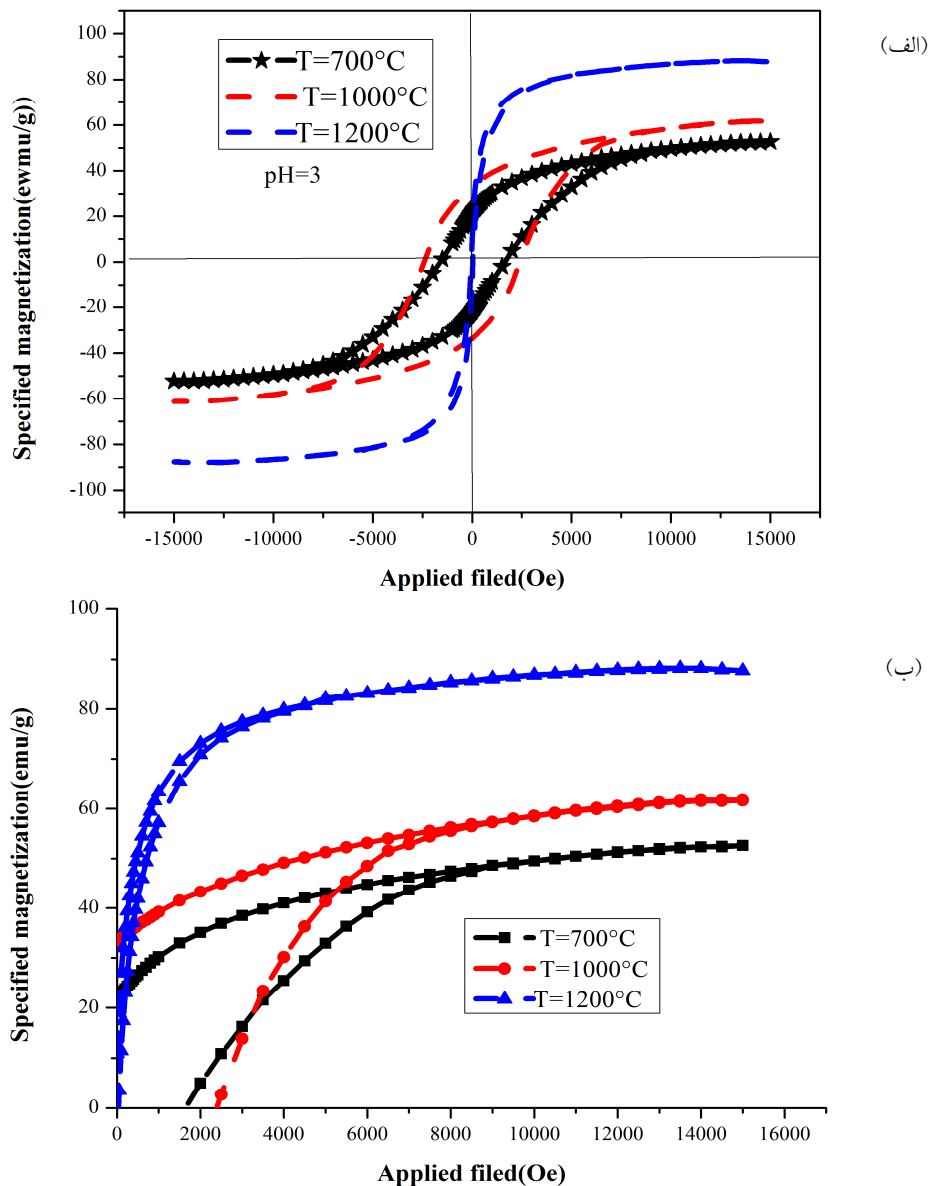 (الف)
100
80
60
40
20
0
-20
-40
-60
-80
-100
Specified magnetization(ewmu/g))
T=700°C
T=1000°C
T=1200°C
pH=3
-15000 -10000 -5000 0 5000 10000 15000
Applied filed(Oe)
(ب)
100
80
60
40
20
0
Specified magnetization(emu/g)
T=700°C
T=1000°C
T=1200°C
0 2000 4000 6000 8000 10000 12000 14000 16000
Applied filed(Oe)